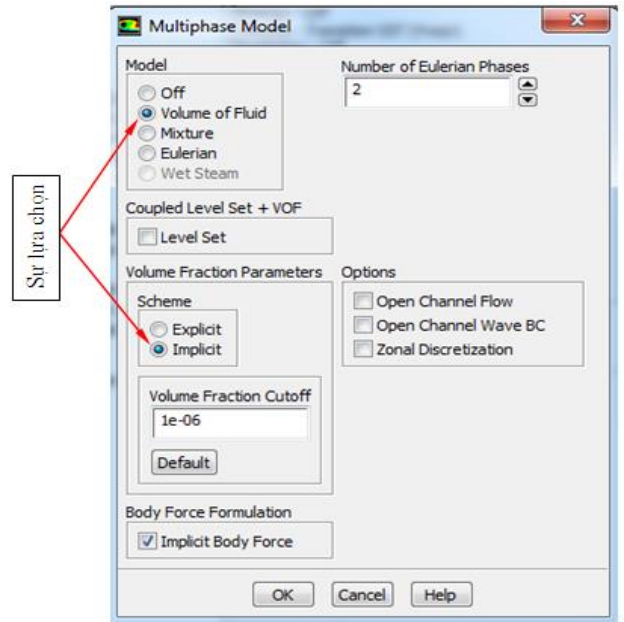 Multiphase Model
Model
Off
Volume of Fluid
Mixture
Eulerian
Wet Steam
Number of Eulerian Phases
2
Coupled Level Set + VOF
Level Set
Volume Fraction Parameters
Scheme
Explicit
Implicit
Volume Fraction Cutoff
1e-06
Default
Options
Open Channel Flow
Open Channel Wave BC
Zonal Discretization
Body Force Formulation
Implicit Body Force
OK
Cancel
Help
Sự lựa chọn